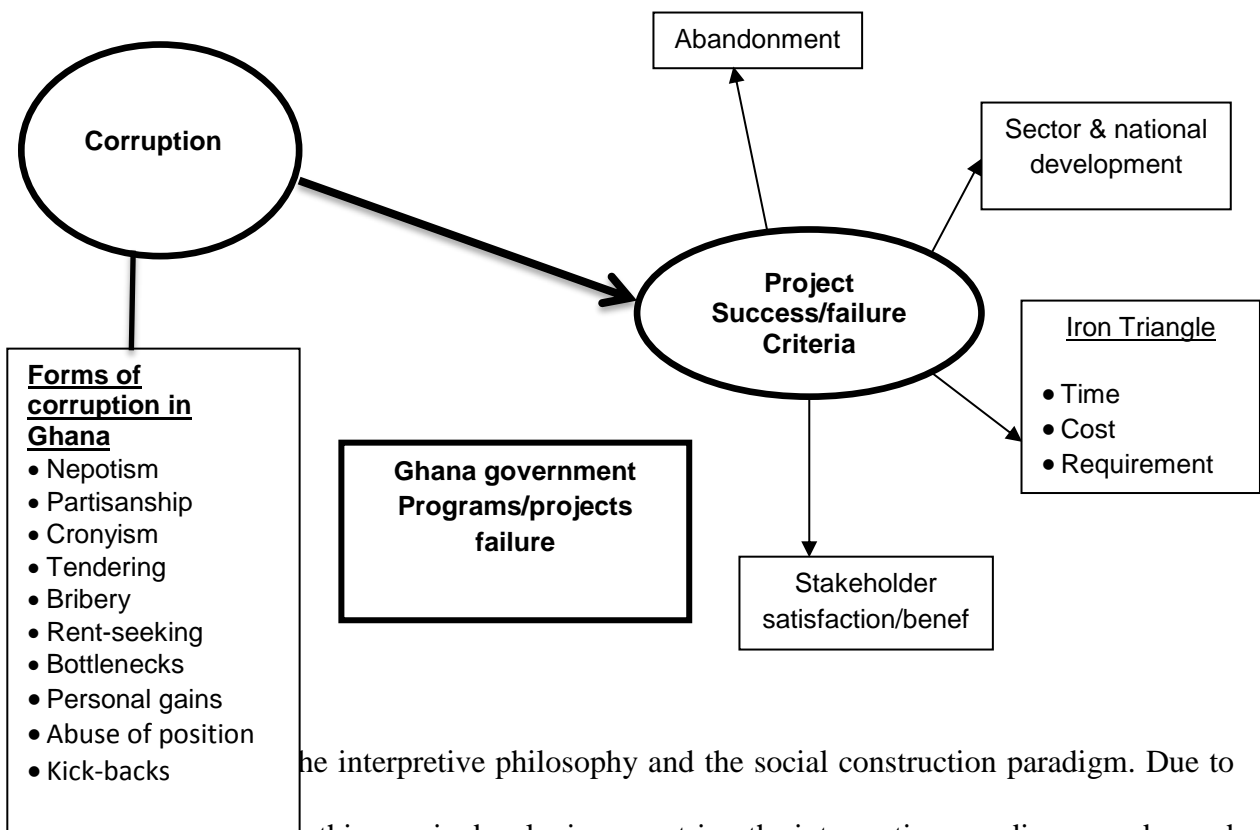 Abandonment
Corruption
Sector & national
development
Project
Success/failure
Criteria
Iron Triangle
• Time
• Cost
• Requirement
Forms of
corruption in
Ghana
• Nepotism
• Partisanship
• Cronyism
• Tendering
• Bribery
• Rent-seeking
• Bottlenecks
• Personal gains
• Abuse of position
• Kick-backs
Ghana government
Programs/projects
failure
Stakeholder
satisfaction/benef
he interpretive philosophy and the social construction paradigm. Due to